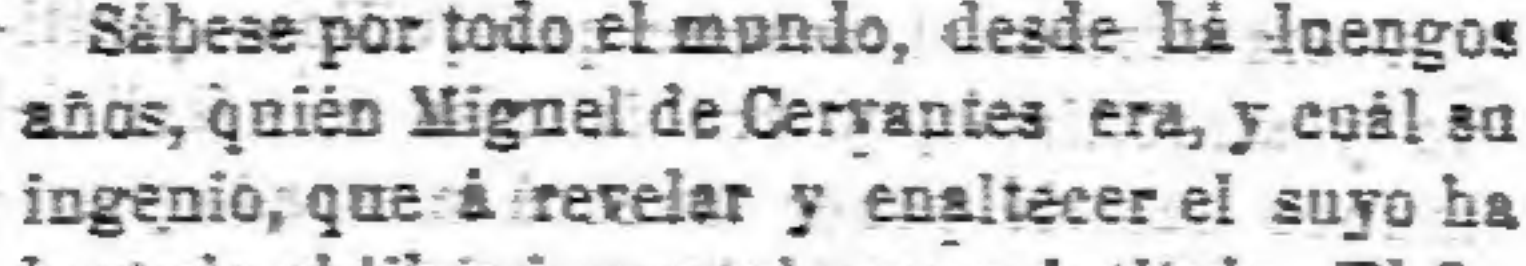 Sábese por todo el mundo, desde há luengos
años, quién Miguel de Cervantes era, y cuál su
ingenio, que á revelar y enaltecer el suyo ha